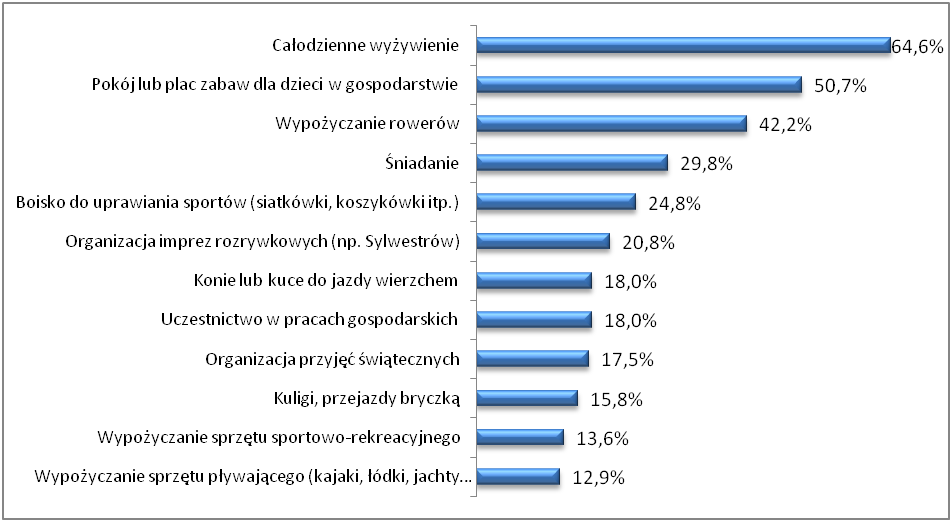 Całodzienne wyżywienie 64,6%
Pokój lub plac zabaw dla dzieci w gospodarstwie 50,7%
Wypożyczanie rowerów 42,2%
Śniadanie 29,8%
Boisko do uprawiania sportów (siatkówki, koszykówki itp.) 24,8%
Organizacja imprez rozrywkowych (np. Sylwestrów) 20,8%
Konie lub kuce do jazdy wierzchem 18,0%
Uczestnictwo w pracach gospodarskich 18,0%
Organizacja przyjęć świątecznych 17,5%
Kuligi, przejazdy bryczką 15,8%
Wypożyczanie sprzętu sportowo-rekreacyjnego 13,6%
Wypożyczanie sprzętu pływającego (kajaki, łódki, jachty... 12,9%